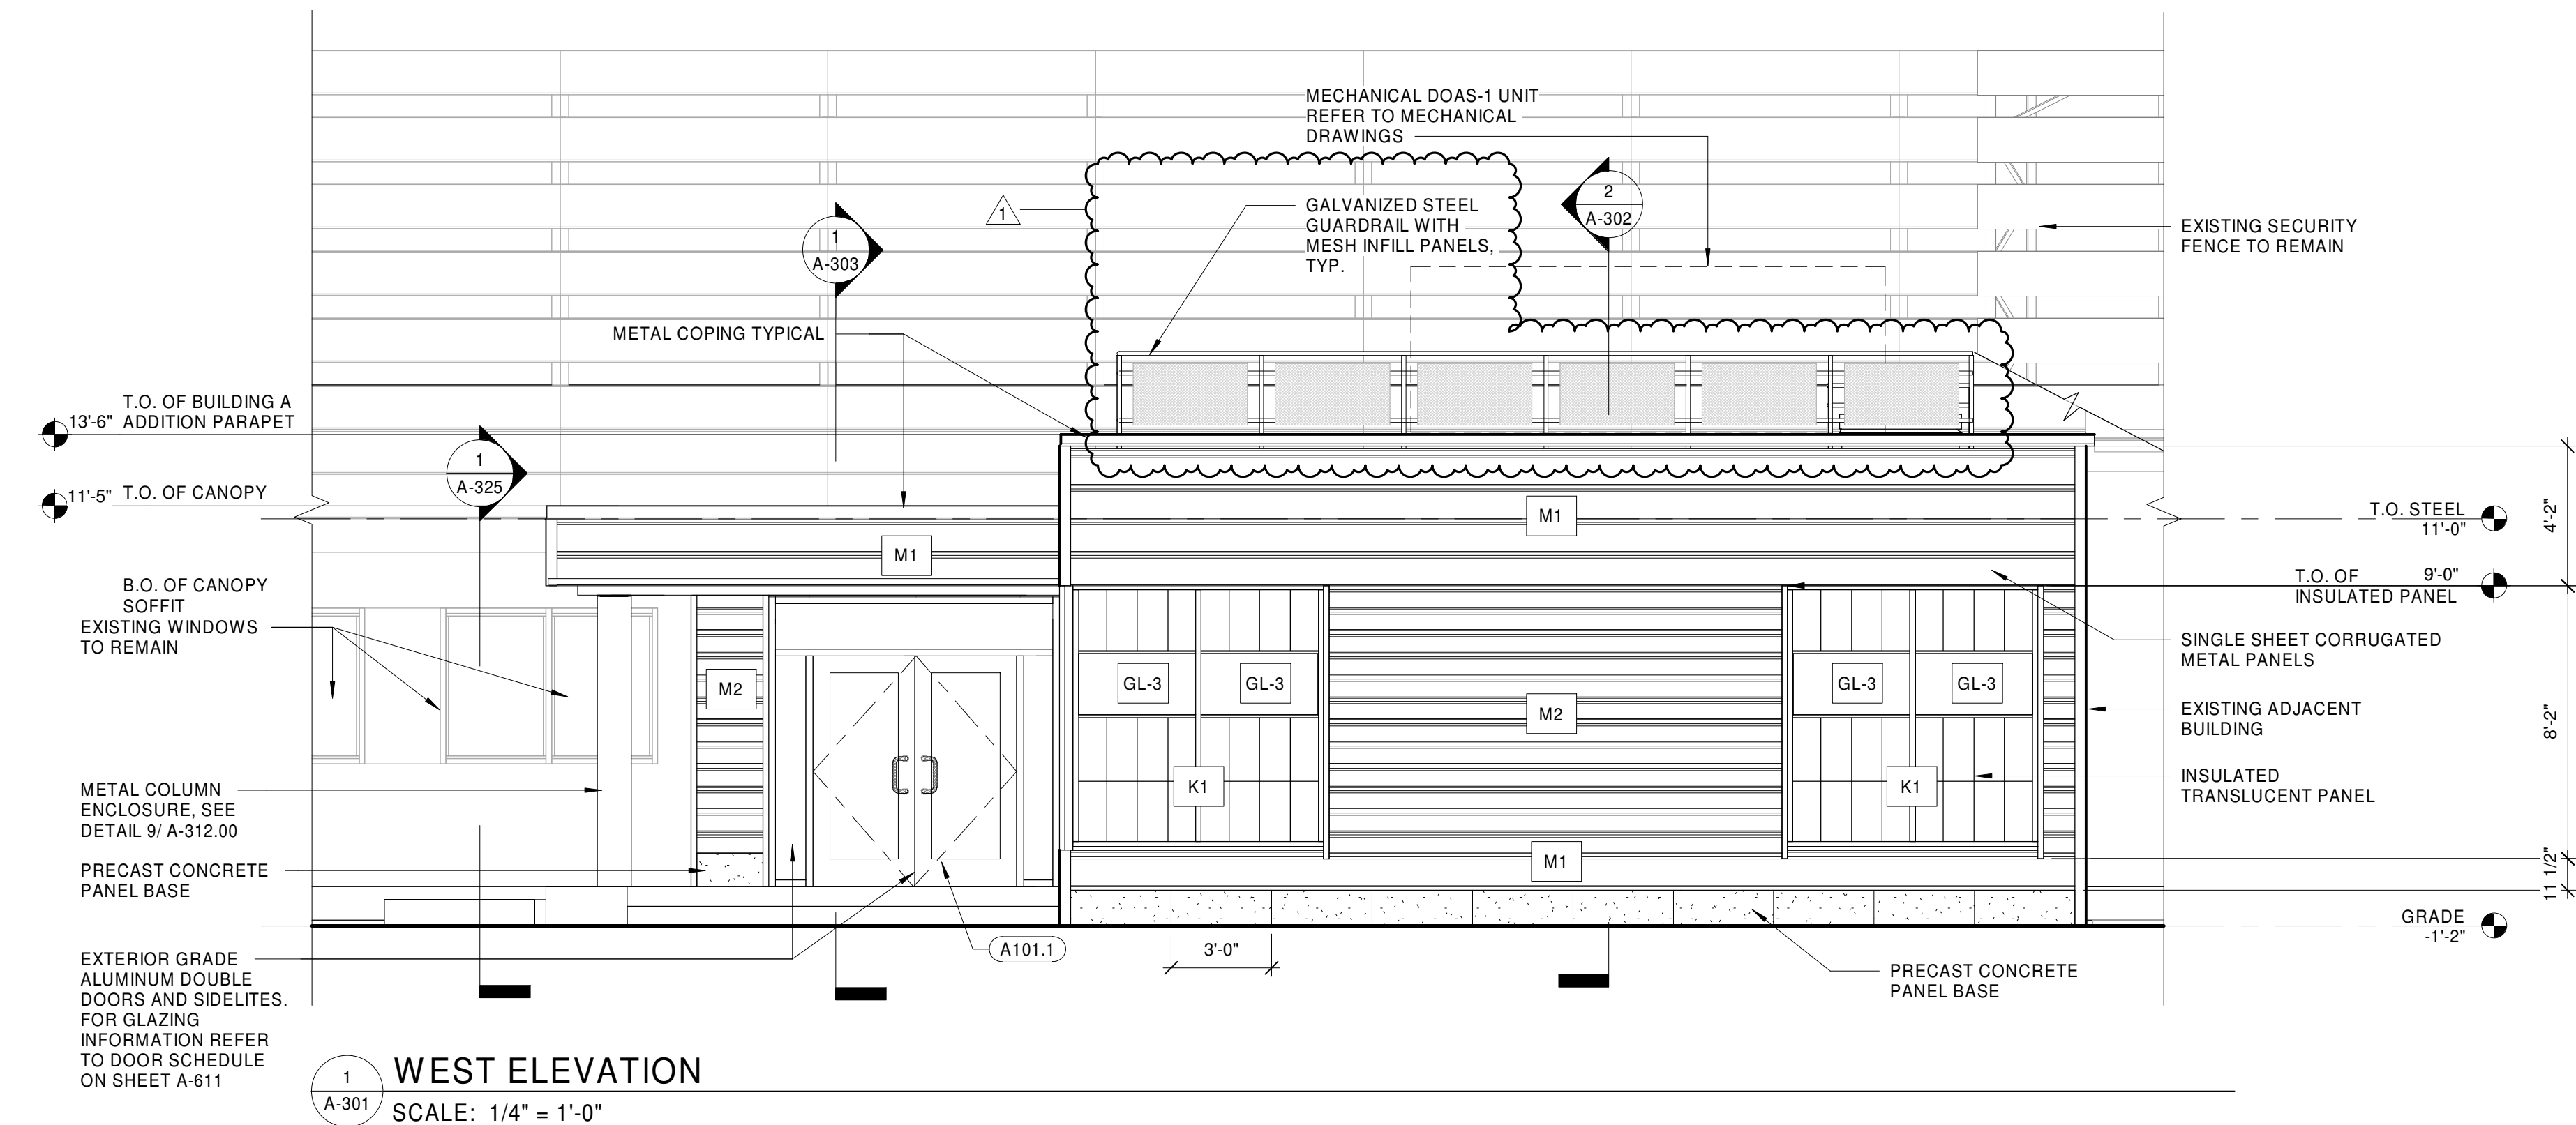 MECHANICAL DOAS-1 UNIT
REFER TO MECHANICAL
DRAWINGS
1
GALVANIZED STEEL
GUARDRAIL WITH
MESH INFILL PANELS,
TYP.
2
A-302
1
A-303
EXISTING SECURITY
FENCE TO REMAIN
METAL COPING TYPICAL
T.O. OF BUILDING A
13'-6" ADDITION PARAPET
1
A-325
11'-5" T.O. OF CANOPY
M1
T.O. STEEL
11'-0"
4'-2"
M1
B.O. OF CANOPY
SOFFIT
EXISTING WINDOWS
TO REMAIN
T.O. OF 9'-0"
INSULATED PANEL
SINGLE SHEET CORRUGATED
METAL PANELS
M2
GL-3
GL-3
M2
GL-3
GL-3
EXISTING ADJACENT
BUILDING
8'-2"
K1
K1
INSULATED
TRANSLUCENT PANEL
METAL COLUMN
ENCLOSURE, SEE
DETAIL 9/ A-312.00
PRECAST CONCRETE
PANEL BASE
M1
11 1/2"
GRADE
-1'-2"
A101.1
3'-0"
PRECAST CONCRETE
PANEL BASE
EXTERIOR GRADE
ALUMINUM DOUBLE
DOORS AND SIDELITES.
FOR GLAZING
INFORMATION REFER
TO DOOR SCHEDULE
ON SHEET A-611
1
A-301
WEST ELEVATION
SCALE: 1/4" = 1'-0"